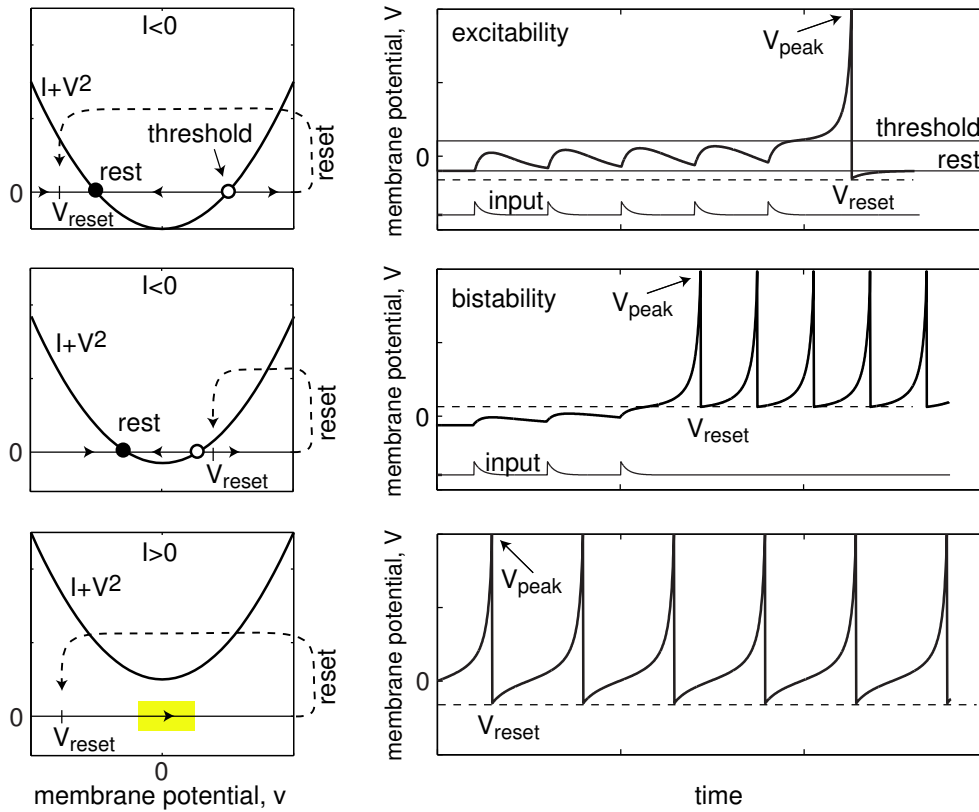 I<0
I+V2
reset
threshold
rest
0
Vreset
membrane potential, V
excitability
Vpeak
threshold
rest
0
Vreset
input
I<0
I+V2
reset
rest
0
Vreset
membrane potential, V
bistability
Vpeak
0
Vreset
input
I>0
I+V2
reset
0
Vreset
0
membrane potential, v
membrane potential, V
Vpeak
0
Vreset
time